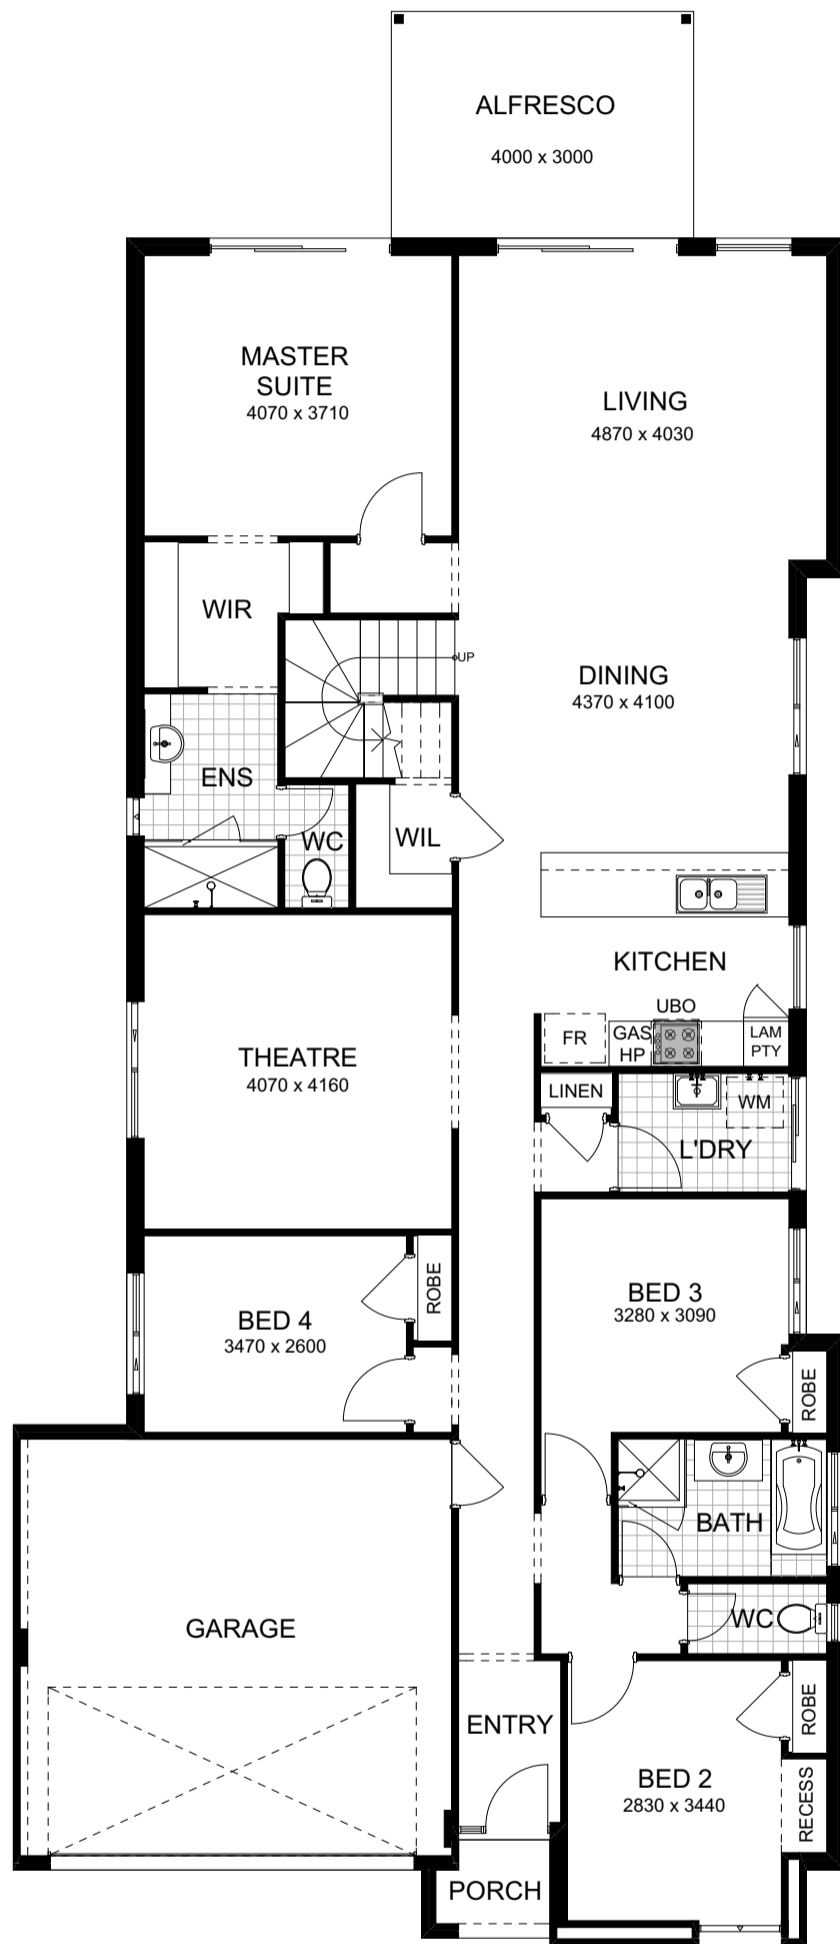 ALFRESCO
4000 x 3000
MASTER
SUITE
4070 x 3710
LIVING
4870 x 4030
WIR
UP
DINING
4370 x 4100
ENS
WC
WIL
KITCHEN
UBO
FR
GAS
HP
LAM
PTY
THEATRE
4070 x 4160
LINEN
WM
L'DRY
BED 4
3470 x 2600
ROBE
BED 3
3280 x 3090
ROBE
BATH
GARAGE
WC
ENTRY
ROBE
BED 2
2830 x 3440
RECESS
PORCH